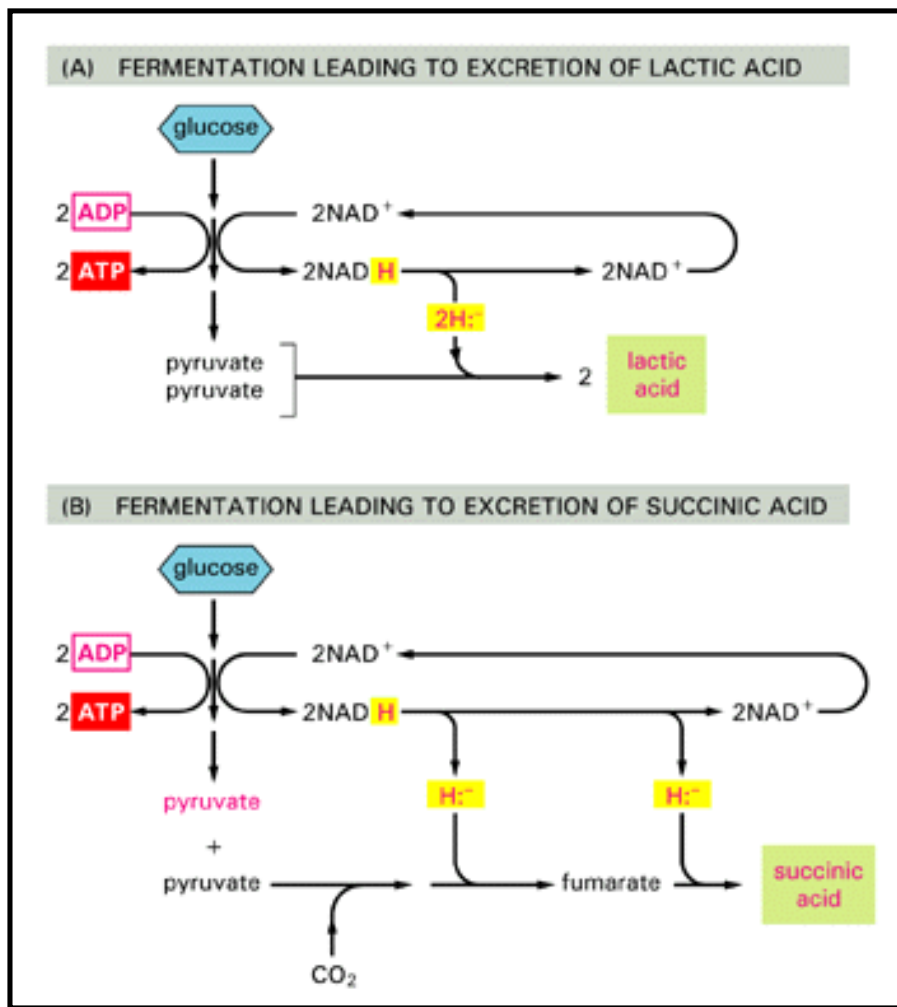 (A) FERMENTATION LEADING TO EXCRETION OF LACTIC ACID
glucose
2 ADP 2NAD⁺
2 ATP 2NADH 2NAD⁺
2H:⁻
pyruvate
pyruvate
2 lactic
acid
(B) FERMENTATION LEADING TO EXCRETION OF SUCCINIC ACID
glucose
2 ADP 2NAD⁺
2 ATP 2NADH 2NAD⁺
pyruvate H:⁻ H:⁻
+
pyruvate fumarate succinic
acid
CO₂